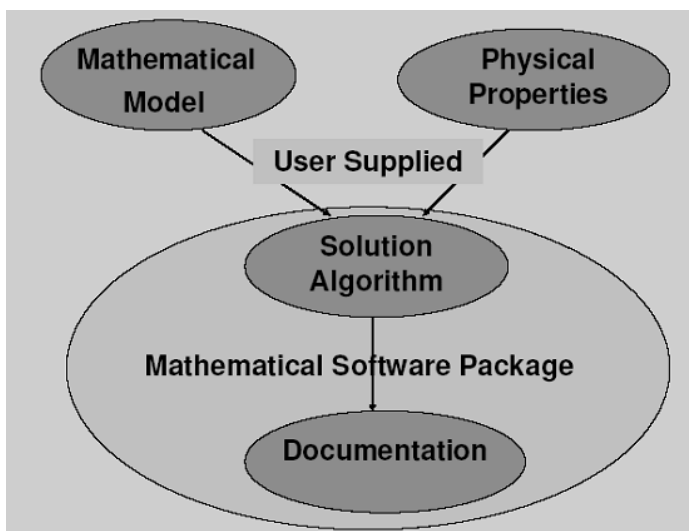 Mathematical
Model
Physical
Properties
User Supplied
Solution
Algorithm
Mathematical Software Package
Documentation